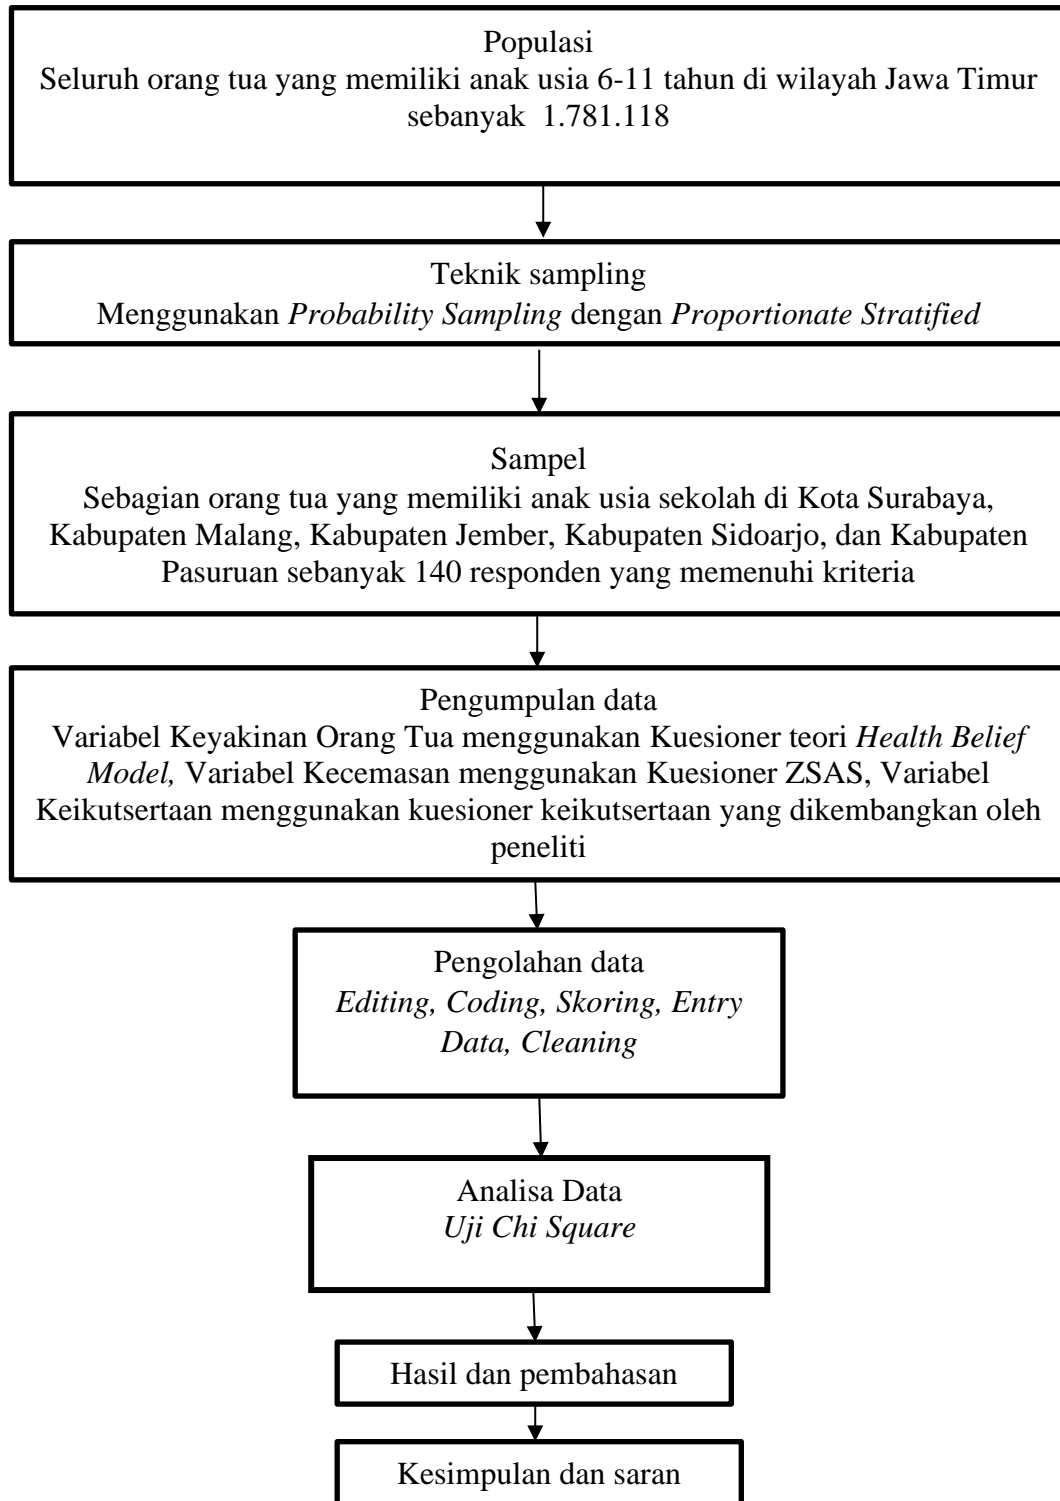 Populasi
Seluruh orang tua yang memiliki anak usia 6-11 tahun di wilayah Jawa Timur
sebanyak 1.781.118
Teknik sampling
Menggunakan Probability Sampling dengan Proportionate Stratified
Sampel
Sebagian orang tua yang memiliki anak usia sekolah di Kota Surabaya,
Kabupaten Malang, Kabupaten Jember, Kabupaten Sidoarjo, dan Kabupaten
Pasuruan sebanyak 140 responden yang memenuhi kriteria
Pengumpulan data
Variabel Keyakinan Orang Tua menggunakan Kuesioner teori Health Belief
Model, Variabel Kecemasan menggunakan Kuesioner ZSAS, Variabel
Keikutsertaan menggunakan kuesioner keikutsertaan yang dikembangkan oleh
peneliti
Pengolahan data
Editing, Coding, Skoring, Entry
Data, Cleaning
Analisa Data
Uji Chi Square
Hasil dan pembahasan
Kesimpulan dan saran